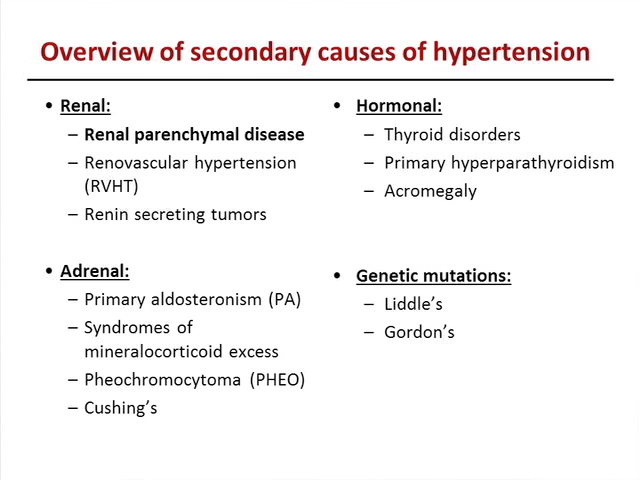 Overview of secondary causes of hypertension
• Renal:
– Renal parenchymal disease
– Renovascular hypertension
(RVHT)
– Renin secreting tumors
• Adrenal:
– Primary aldosteronism (PA)
– Syndromes of
mineralocorticoid excess
– Pheochromocytoma (PHEO)
– Cushing's
• Hormonal:
– Thyroid disorders
– Primary hyperparathyroidism
– Acromegaly
• Genetic mutations:
– Liddle's
– Gordon's